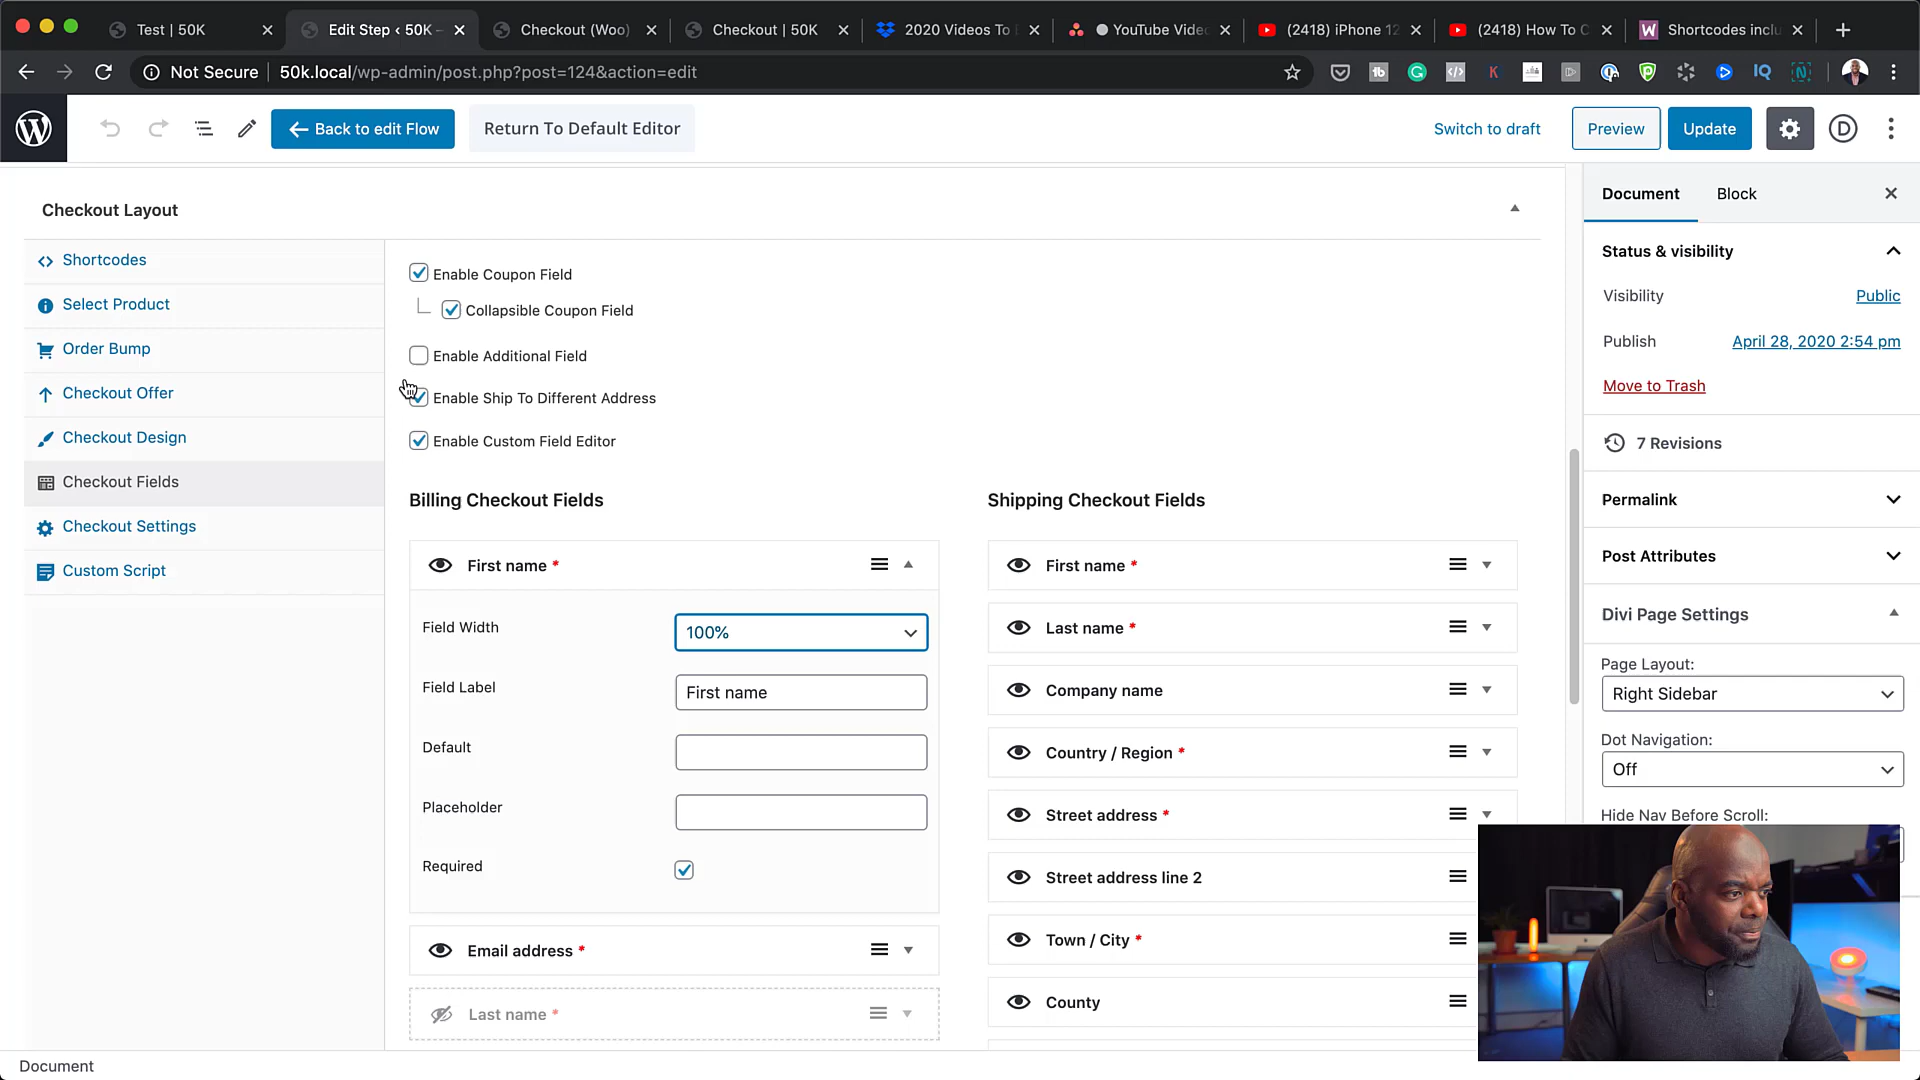 Test | 50K
Edit Step ‹ 50K –
Checkout (Woo)
Checkout | 50K
2020 Videos To
YouTube Vide
(2418) iPhone 12
(2418) How To C
Shortcodes inclu
Not Secure
50k.local/wp-admin/post.php?post=124&action=edit
Back to edit Flow
Return To Default Editor
Switch to draft
Preview
Update
Checkout Layout
Shortcodes
Select Product
Order Bump
Checkout Offer
Checkout Design
Checkout Fields
Checkout Settings
Custom Script
Enable Coupon Field
Collapsible Coupon Field
Enable Additional Field
Enable Ship To Different Address
Enable Custom Field Editor
Billing Checkout Fields
First name *
Field Width
100%
Field Label
First name
Default
Placeholder
Required
Email address *
Last name *
Shipping Checkout Fields
First name *
Last name *
Company name
Country / Region *
Street address *
Street address line 2
Town / City *
County
Document
Block
Status & visibility
Visibility
Public
Publish
April 28, 2020 2:54 pm
Move to Trash
7 Revisions
Permalink
Post Attributes
Divi Page Settings
Page Layout:
Right Sidebar
Dot Navigation:
Off
Hide Nav Before Scroll:
Document